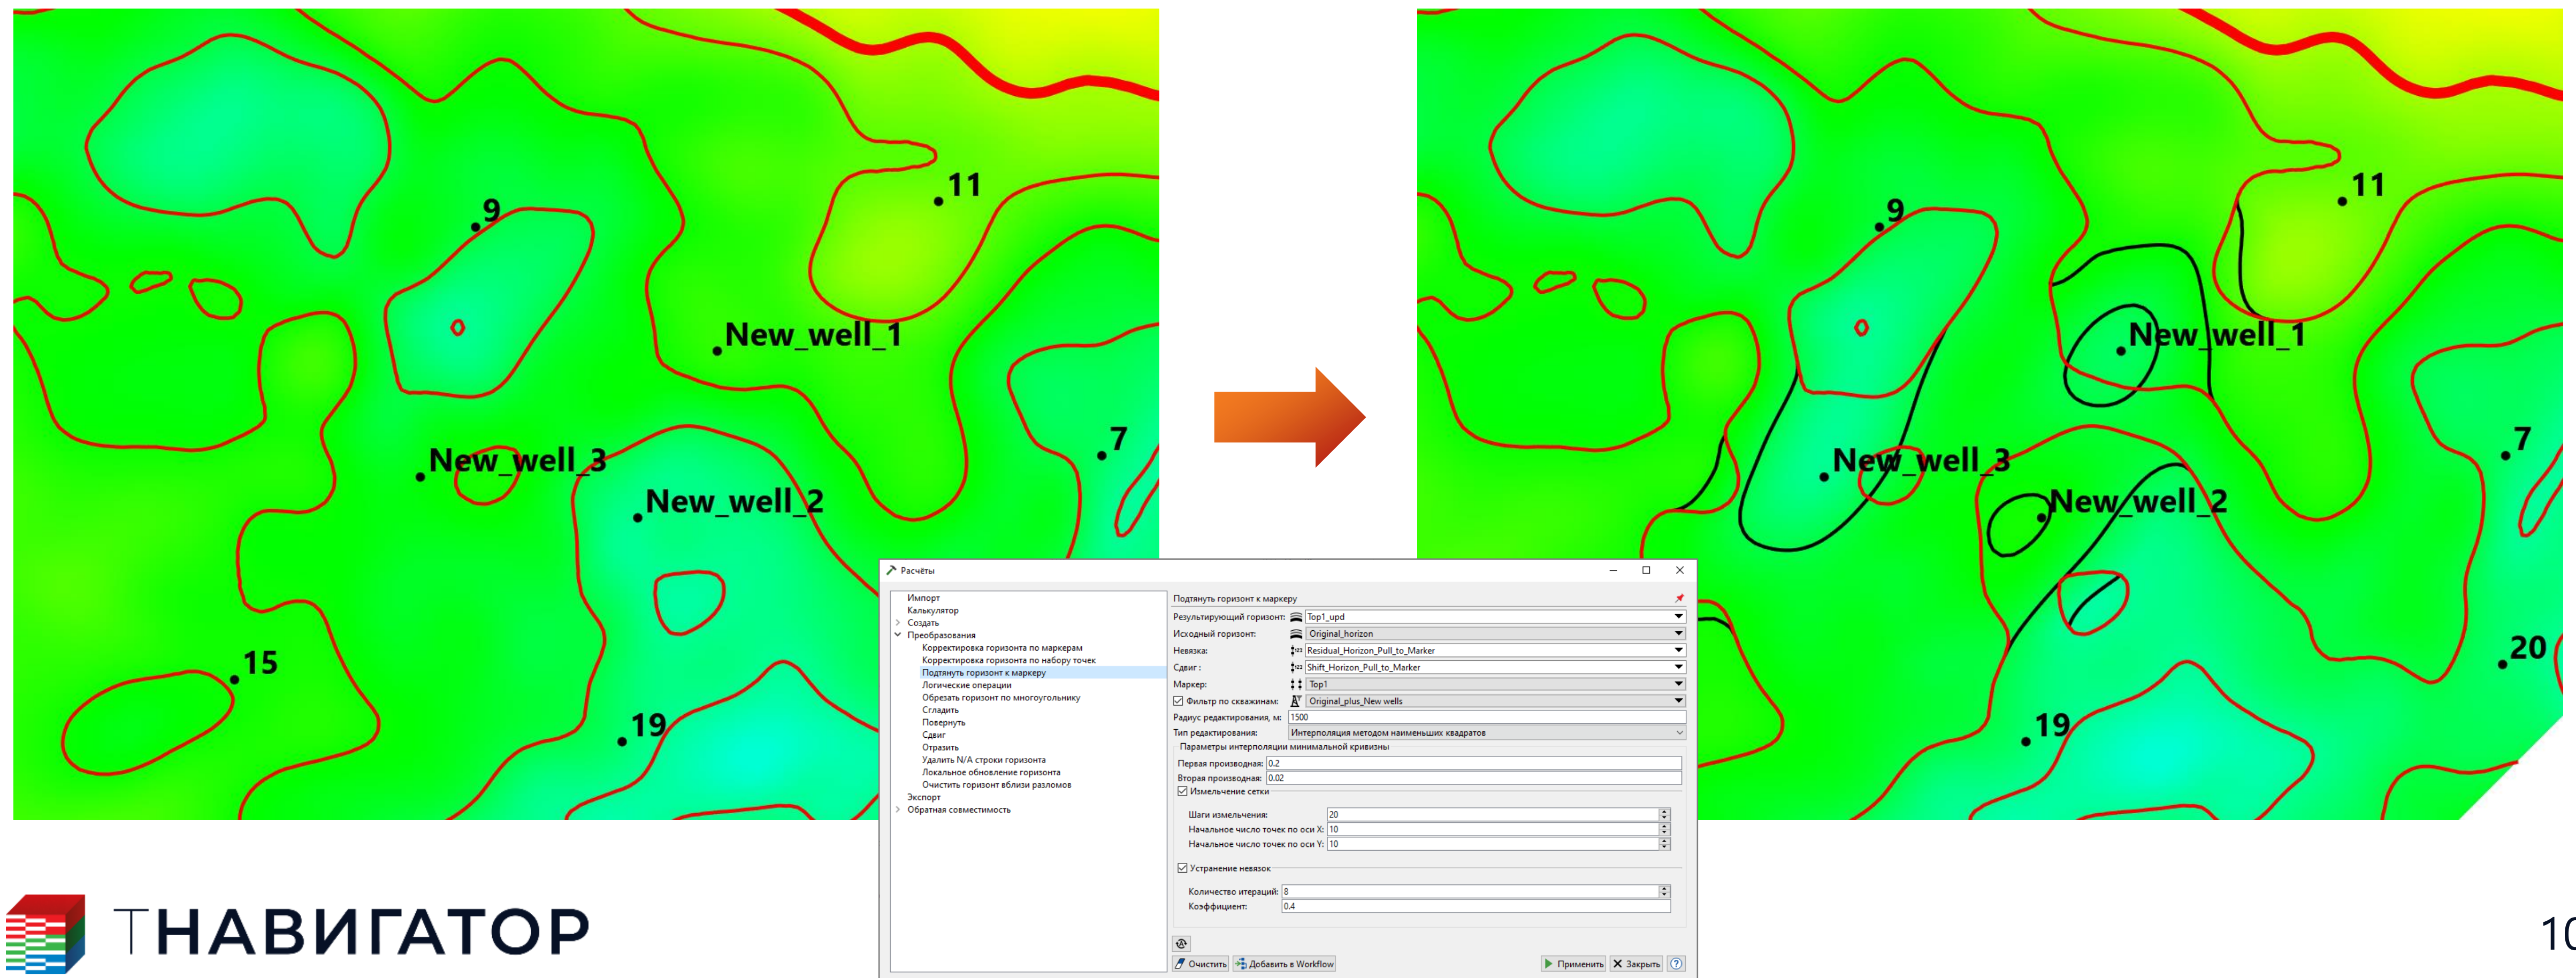 9
11
New_well_1
7
New_well_3
New_well_2
15
19
9
11
New_well_1
7
New_well_3
New_well_2
20
19
Расчёты
Импорт
Калькулятор
Создать
Преобразования
Корректировка горизонта по маркерам
Корректировка горизонта по набору точек
Подтянуть горизонт к маркеру
Логические операции
Обрезать горизонт по многоугольнику
Сгладить
Повернуть
Сдвиг
Отразить
Удалить N/A строки горизонта
Локальное обновление горизонта
Очистить горизонт вблизи разломов
Экспорт
Обратная совместимость
Подтянуть горизонт к маркеру
Результирующий горизонт: Top1_upd
Исходный горизонт: Original_horizon
Невязка: Residual_Horizon_Pull_to_Marker
Сдвиг : Shift_Horizon_Pull_to_Marker
Маркер: Top1
Фильтр по скважинам: Original_plus_New wells
Радиус редактирования, м: 1500
Тип редактирования: Интерполяция методом наименьших квадратов
Параметры интерполяции минимальной кривизны
Первая производная: 0.2
Вторая производная: 0.02
Измельчение сетки
Шаги измельчения: 20
Начальное число точек по оси X: 10
Начальное число точек по оси Y: 10
Устранение невязок
Количество итераций: 8
Коэффициент: 0.4
Очистить Добавить в Workflow Применить Закрыть
ТНАВИГАТОР
10